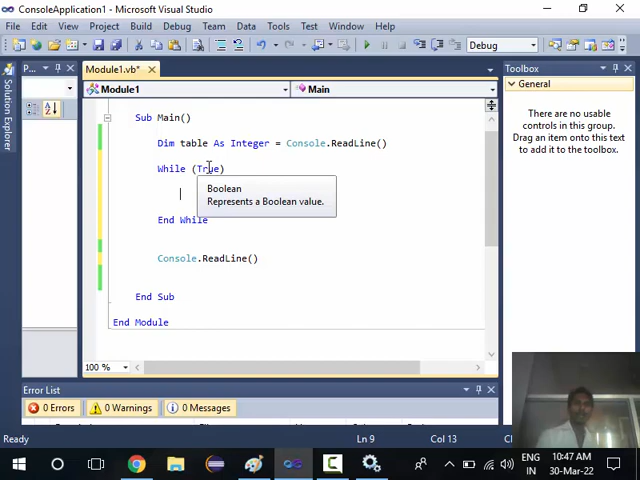 ConsoleApplication1 - Microsoft Visual Studio
File Edit View Project Build Debug Team Data Tools Test Window Help
Debug
P...
Module1.vb*
Toolbox
Module1
Main
General
Solution Explorer
Sub Main()
Dim table As Integer = Console.ReadLine()
While (True)
Boolean
Represents a Boolean value.
End While
Console.ReadLine()
End Sub
End Module
There are no usable
controls in this group.
Drag an item onto this
text to add it to the
toolbox.
100 %
Error List
0 Errors
0 Warnings
0 Messages
Ready
Ln 9
Col 13
ENG
IN
10:47 AM
30-Mar-22